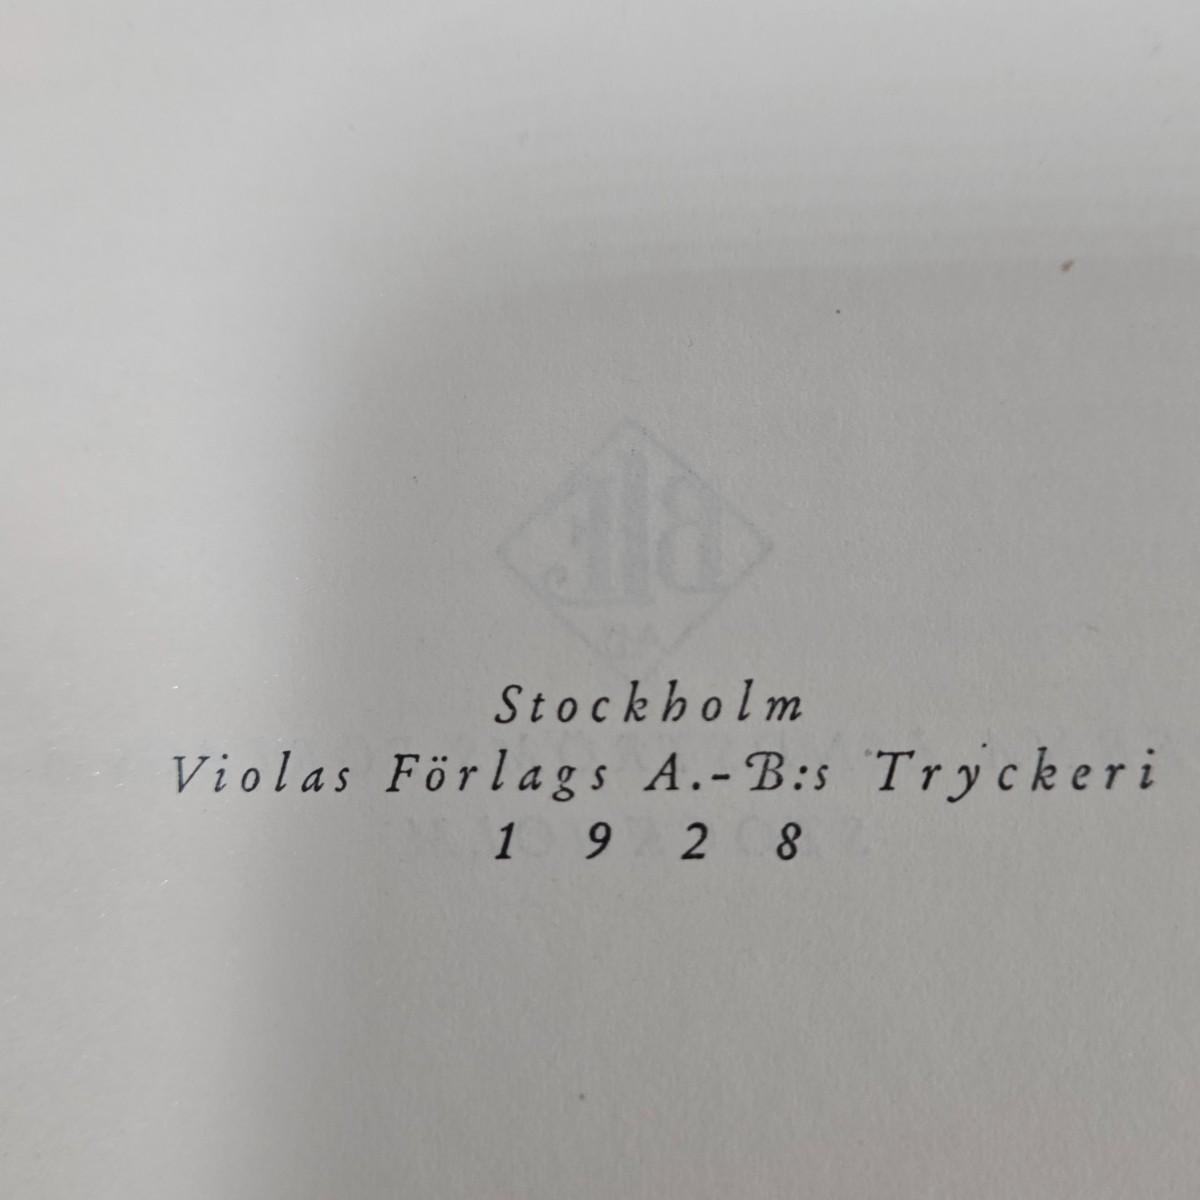 Stockholm
Violas Förlags A.-B:s Tryckeri
1928